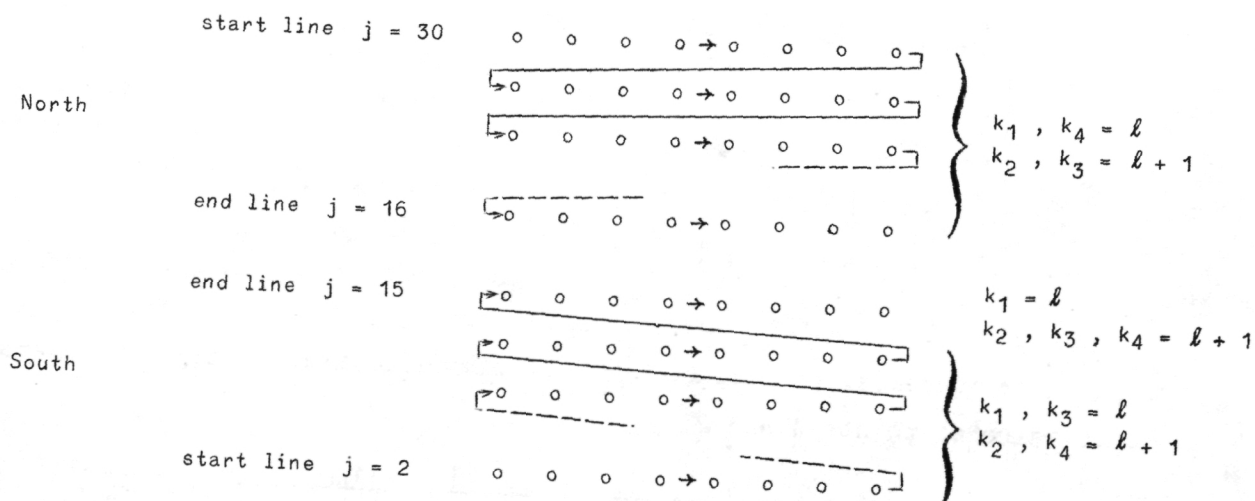 start line j = 30
North
k1 , k4 = ℓ
k2 , k3 = ℓ + 1
end line j = 16
end line j = 15
k1 = ℓ
k2 , k3 , k4 = ℓ + 1
South
k1 , k3 = ℓ
k2 , k4 = ℓ + 1
start line j = 2